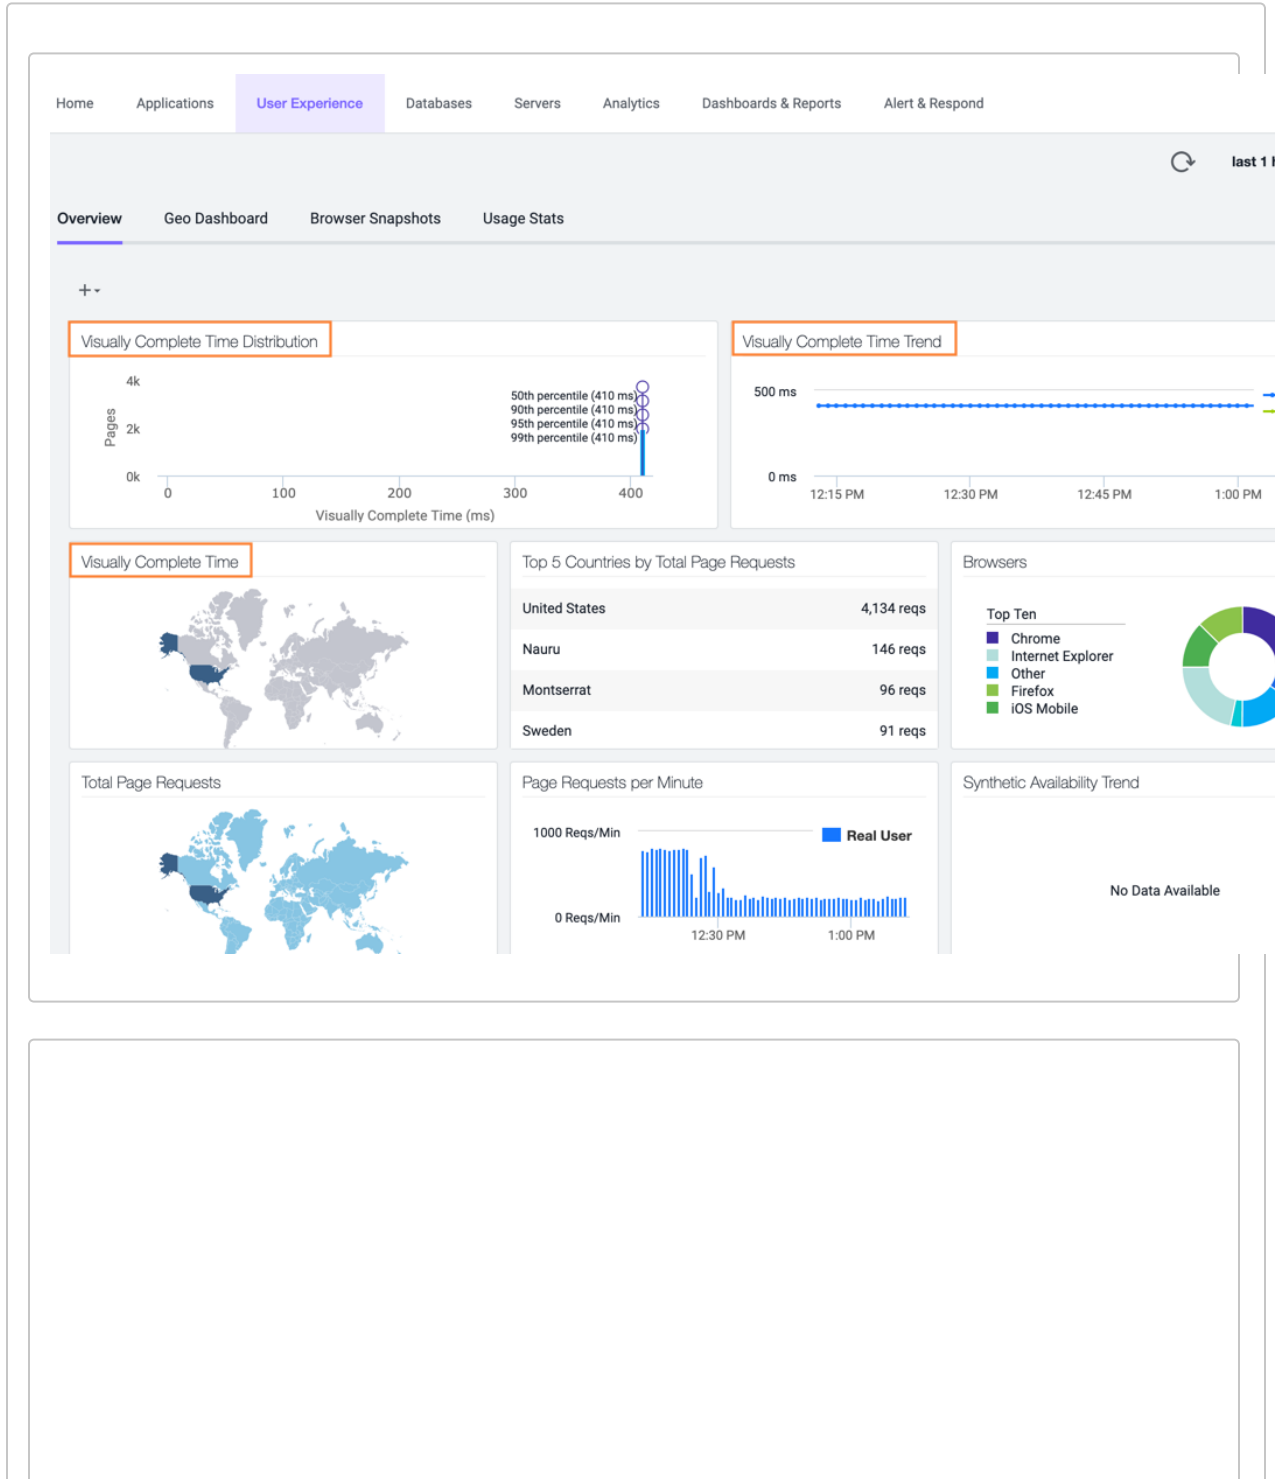 Home Applications User Experience Databases Servers Analytics Dashboards & Reports Alert & Respond
last 1 h
Overview Geo Dashboard Browser Snapshots Usage Stats
Visually Complete Time Distribution
4k
2k
0k
Pages
50th percentile (410 ms)
90th percentile (410 ms)
95th percentile (410 ms)
99th percentile (410 ms)
0 100 200 300 400
Visually Complete Time (ms)
Visually Complete Time Trend
500 ms
0 ms
12:15 PM 12:30 PM 12:45 PM 1:00 PM
Visually Complete Time
Top 5 Countries by Total Page Requests
United States 4,134 reqs
Nauru 146 reqs
Montserrat 96 reqs
Sweden 91 reqs
Browsers
Top Ten
Chrome
Internet Explorer
Other
Firefox
iOS Mobile
Total Page Requests
Page Requests per Minute
1000 Reqs/Min
Real User
0 Reqs/Min
12:30 PM 1:00 PM
Synthetic Availability Trend
No Data Available